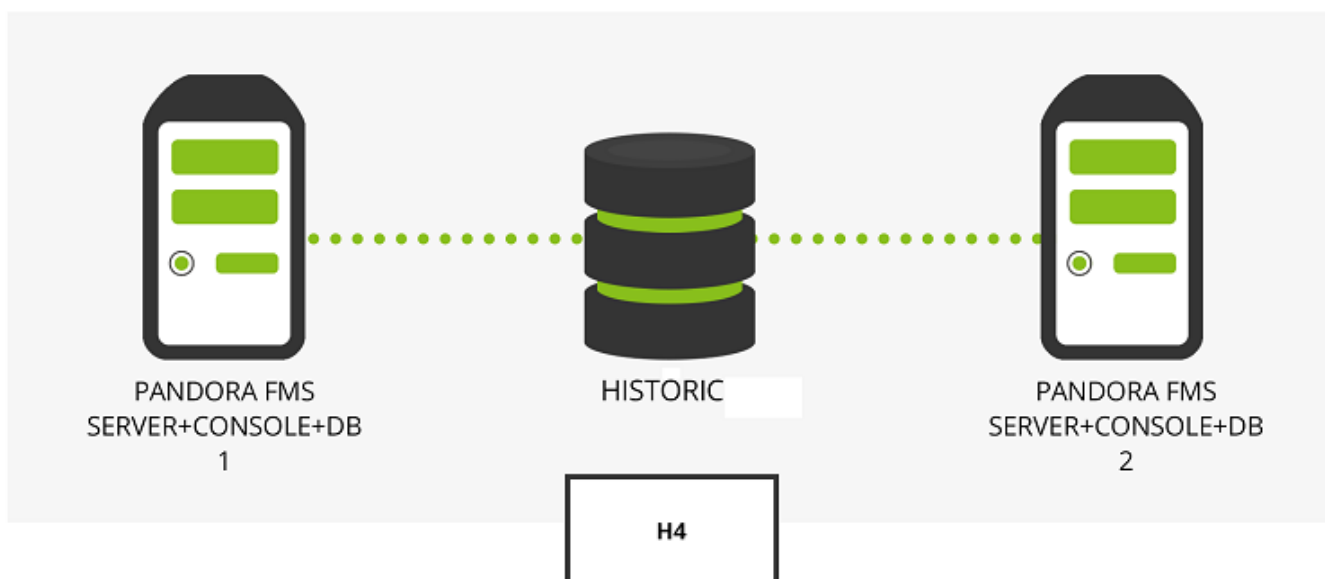 PANDORA FMS
SERVER+CONSOLE+DB
1
HISTORIC
PANDORA FMS
SERVER+CONSOLE+DB
2
H4